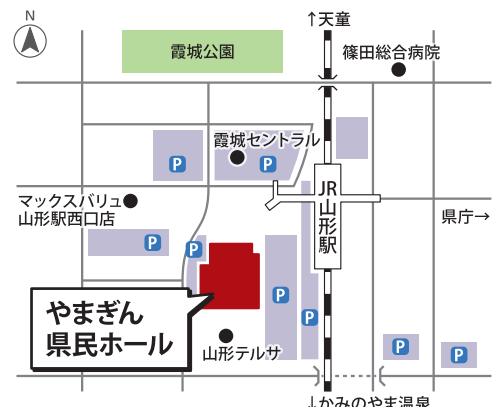 N
↑天童
霞城公園
篠田総合病院
霞城セントラル
P
P
マックスバリュ
山形駅西口店
JR山形駅
県庁→
P
P
P
P
やまぎん
県民ホール
山形テルサ
P
P
↓かみのやま温泉